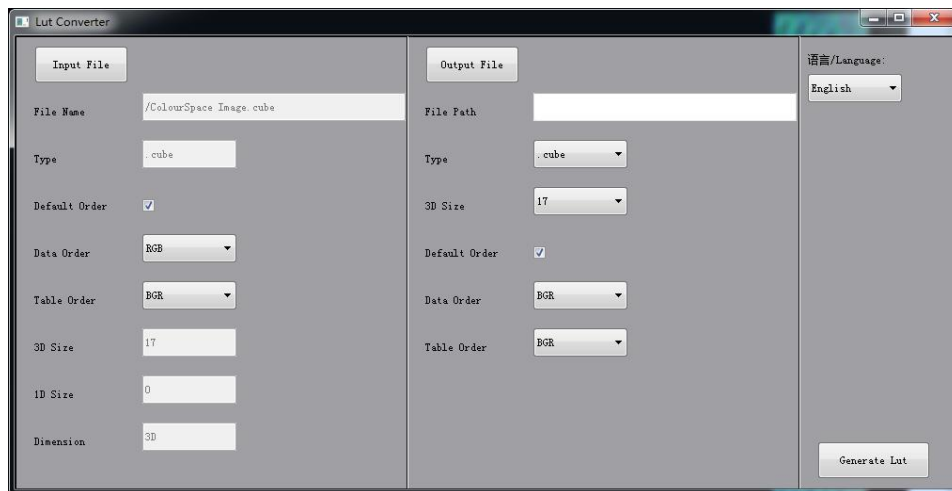 Lut Converter
Input File
File Name
/ColourSpace Image.cube
Type
.cube
Default Order
Data Order
RGB
Table Order
BGR
3D Size
17
1D Size
0
Dimension
3D
Output File
File Path
Type
.cube
3D Size
17
Default Order
Data Order
BGR
Table Order
BGR
语言/Language:
English
Generate Lut